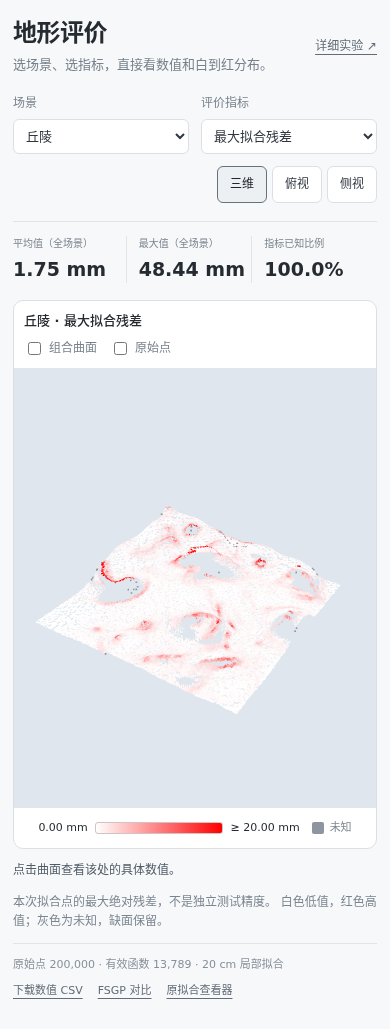 地形评价
选场景、选指标，直接看数值和白到红分布。
详细实验 ↗
场景
评价指标
丘陵
最大拟合残差
三维
俯视
侧视
平均值（全场景）
最大值（全场景）
指标已知比例
1.75 mm
48.44 mm
100.0%
丘陵 · 最大拟合残差
组合曲面
原始点
0.00 mm
≥ 20.00 mm
未知
点击曲面查看该处的具体数值。
本次拟合点的最大绝对残差，不是独立测试精度。 白色低值，红色高
值；灰色为未知，缺面保留。
原始点 200,000 · 有效函数 13,789 · 20 cm 局部拟合
下载数值 CSV
FSGP 对比
原拟合查看器